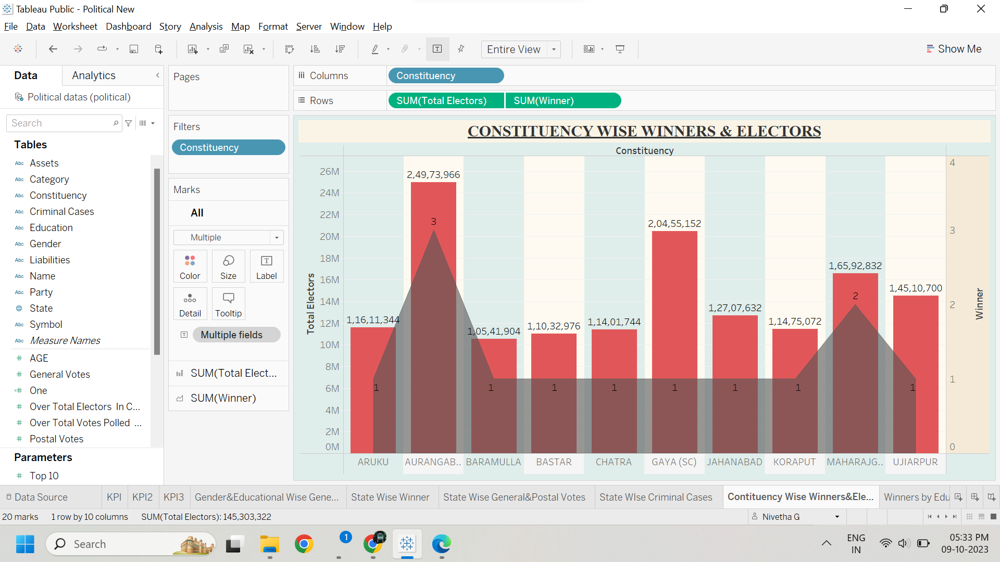 Tableau Public - Political New
File Data Worksheet Dashboard Story Analysis Map Format Server Window Help
Entire View
Show Me
Data Analytics
Political datas (political)
Search
Tables
Abc Assets
Abc Category
Abc Constituency
Abc Criminal Cases
Abc Education
Abc Gender
Abc Liabilities
Abc Name
Abc Party
State
Abc Symbol
Abc Measure Names
# AGE
# General Votes
=# One
# Over Total Electors In C...
# Over Total Votes Polled ...
# Postal Votes
Parameters
# Top 10
Pages
Filters
Constituency
Marks
All
Multiple
Color Size Label
Detail Tooltip
Multiple fields
SUM(Total Elect...
SUM(Winner)
Columns Constituency
Rows SUM(Total Electors) SUM(Winner)
CONSTITUENCY WISE WINNERS & ELECTORS
Constituency
Total Electors
26M
24M
22M
20M
18M
16M
14M
12M
10M
8M
6M
4M
2M
0M
1,16,11,344
2,49,73,966
1,05,41,904
1,10,32,976
1,14,01,744
2,04,55,152
1,27,07,632
1,14,75,072
1,65,92,832
1,45,10,700
1 3 1 1 1 1 1 1 2 1
4
3
2
1
0
Winner
ARUKU AURANGAB.. BARAMULLA BASTAR CHATRA GAYA (SC) JAHANABAD KORAPUT MAHARAJG.. UJIARPUR
Data Source KPI KPI2 KPI3 Gender&Educational Wise Gene... State Wise Winner State Wise General&Postal Votes State WIse Criminal Cases Contituency Wise Winners&Ele... Winners by Edu
20 marks 1 row by 10 columns SUM(Total Electors): 145,303,322 Nivetha G
Search
1
ENG
IN
05:33 PM
09-10-2023